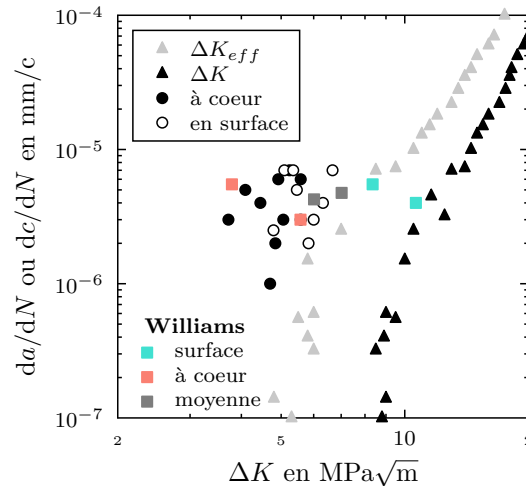 10⁻⁴
ΔK_eff
ΔK
à coeur
en surface
10⁻⁵
da/dN ou dc/dN en mm/c
10⁻⁶
Williams
surface
à coeur
moyenne
10⁻⁷
2 5 10
ΔK en MPa√m